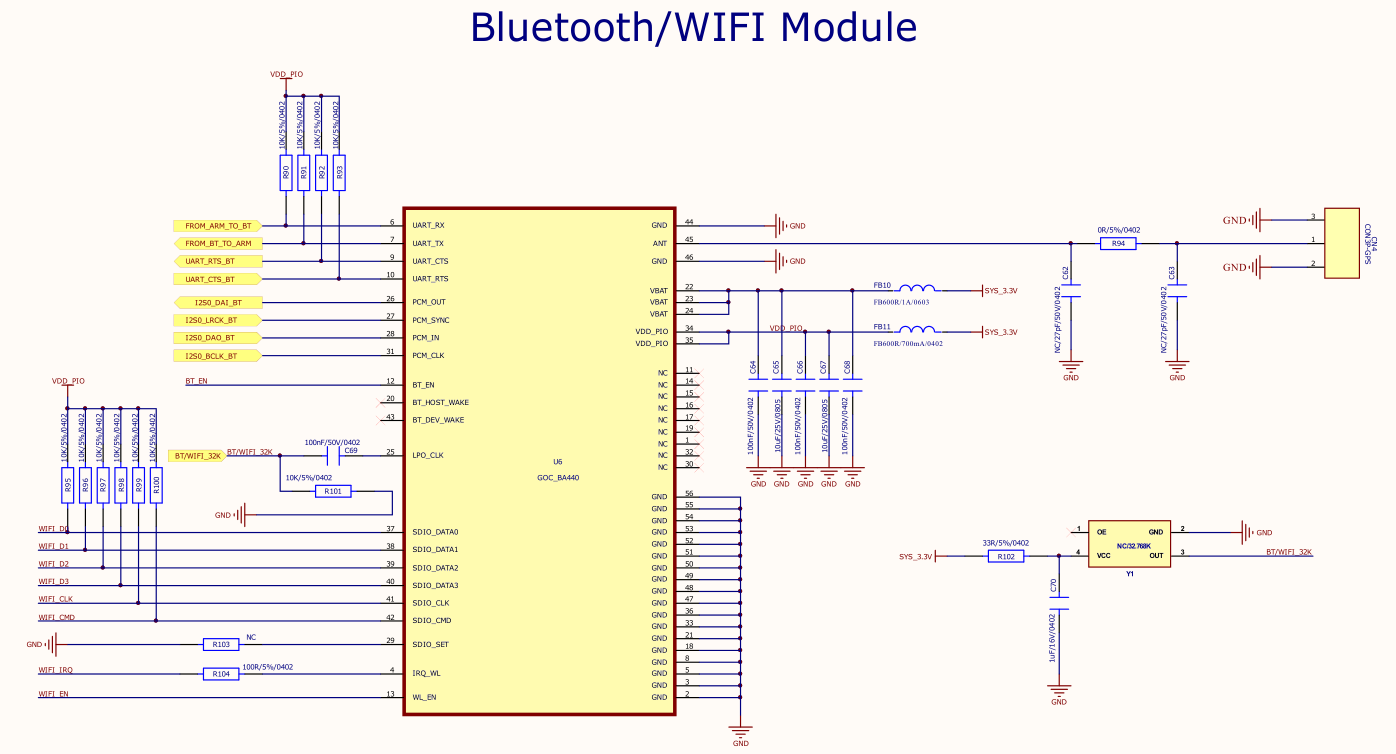 Bluetooth/WIFI Module
VDD_PIO
10K/5%/0402
10K/5%/0402
10K/5%/0402
10K/5%/0402
R90
R91
R92
R93
FROM_ARM_TO_BT
6
UART_RX
FROM_BT_TO_ARM
7
UART_TX
UART_RTS_BT
9
UART_CTS
UART_CTS_BT
10
UART_RTS
I2S0_DAI_BT
26
PCM_OUT
I2S0_LRCK_BT
27
PCM_SYNC
I2S0_DAO_BT
28
PCM_IN
I2S0_BCLK_BT
31
PCM_CLK
BT_EN
12
BT_EN
20
BT_HOST_WAKE
43
BT_DEV_WAKE
VDD_PIO
10K/5%/0402
10K/5%/0402
10K/5%/0402
10K/5%/0402
10K/5%/0402
10K/5%/0402
R95
R96
R97
R98
R99
R100
BT/WIFI_32K
BT/WIFI_32K
100nF/50V/0402
C69
25
LPO_CLK
10K/5%/0402
R101
GND
WIFI_D0
37
SDIO_DATA0
WIFI_D1
38
SDIO_DATA1
WIFI_D2
39
SDIO_DATA2
WIFI_D3
40
SDIO_DATA3
WIFI_CLK
41
SDIO_CLK
WIFI_CMD
42
SDIO_CMD
GND
R103
NC
29
SDIO_SET
WIFI_IRQ
R104
100R/5%/0402
4
IRQ_WL
WIFI_EN
13
WL_EN
U6
GOC_BA440
GND
44
GND
ANT
45
GND
46
GND
VBAT
22
VBAT
23
VBAT
24
VDD_PIO
34
VDD_PIO
VDD_PIO
35
FB10
FB600R/1A/0603
SYS_3.3V
FB11
FB600R/700mA/0402
SYS_3.3V
NC
11
NC
14
NC
15
NC
16
NC
17
NC
19
NC
1
NC
32
NC
30
C64
C65
C66
C67
C68
100nF/50V/0402
10uF/25V/0805
100nF/50V/0402
10uF/25V/0805
100nF/50V/0402
GND
GND
GND
GND
GND
GND
56
GND
55
GND
54
GND
53
GND
52
GND
51
GND
50
GND
49
GND
48
GND
47
GND
36
GND
33
GND
21
GND
18
GND
8
GND
5
GND
3
GND
2
GND
0R/5%/0402
R94
C62
NC/27pF/50V/0402
GND
C63
NC/27pF/50V/0402
GND
GND
3
1
GND
2
CN4
CON3P-GPS
SYS_3.3V
33R/5%/0402
R102
C70
1uF/16V/0402
GND
1
OE
GND
2
GND
NC/32.768K
4
VCC
OUT
3
BT/WIFI_32K
Y1